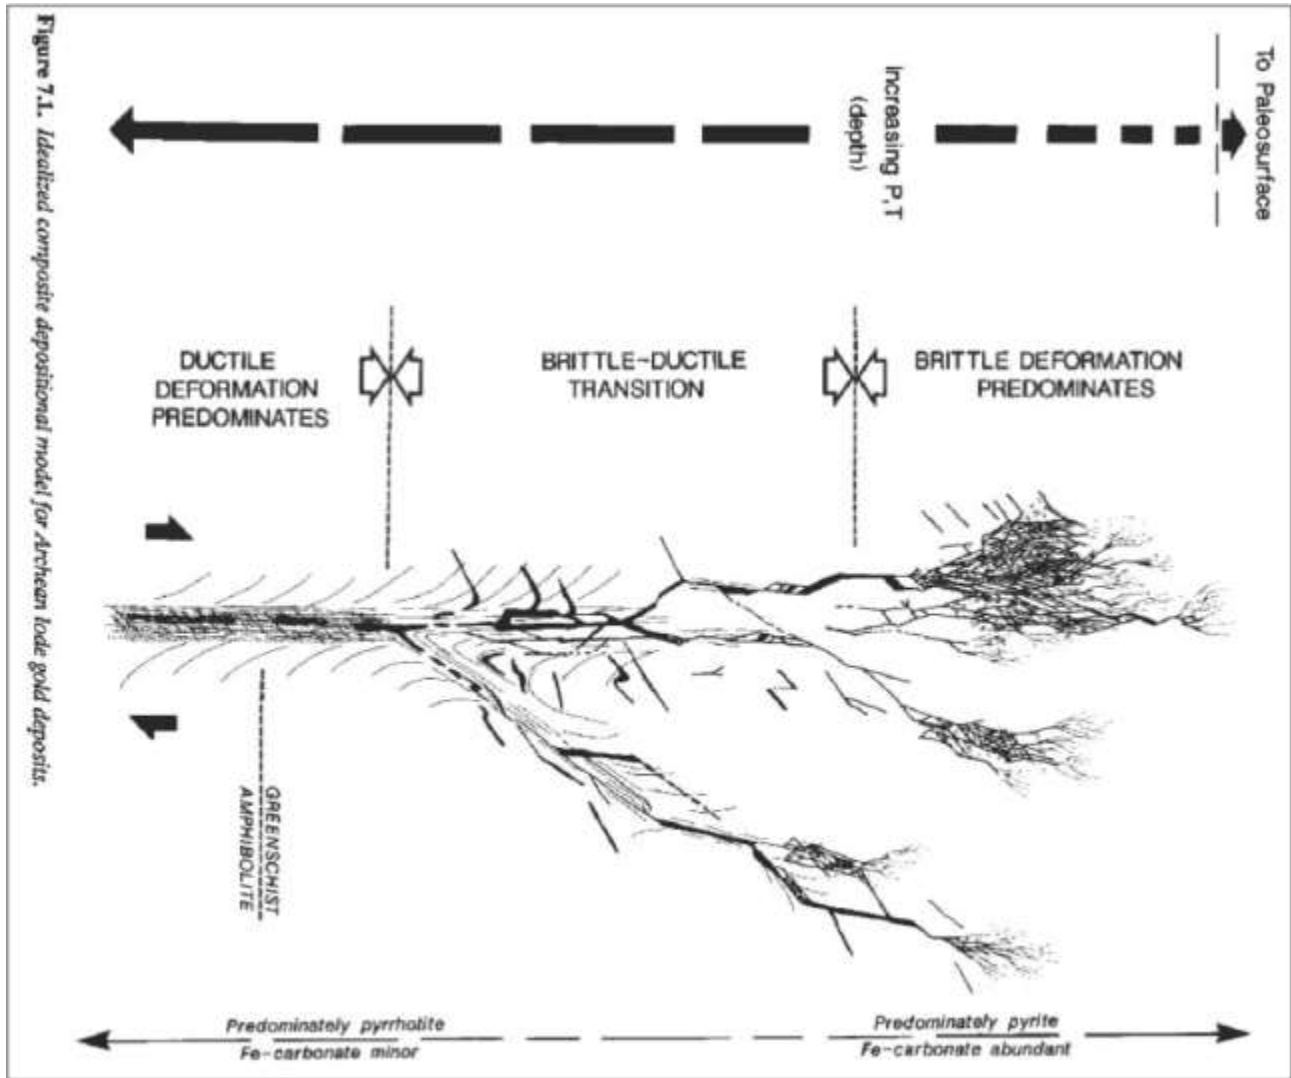 To Paleosurface
Increasing P,T
(depth)
DUCTILE
DEFORMATION
PREDOMINATES
BRITTLE-DUCTILE
TRANSITION
BRITTLE DEFORMATION
PREDOMINATES
GREENSCHIST
AMPHIBOLITE
Predominately pyrrhotite
Fe-carbonate minor
Predominately pyrite
Fe-carbonate abundant
Figure 7.1. Idealized composite depositional model for Archean lode gold deposits.